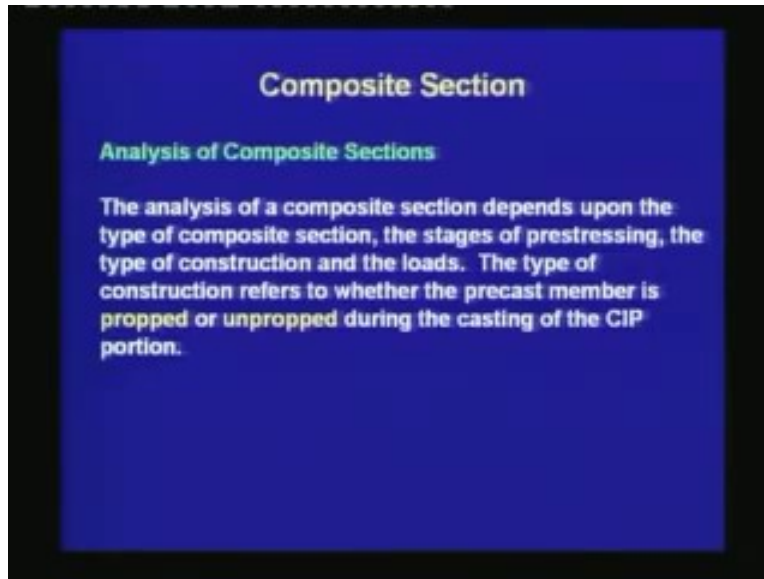 Composite Section
Analysis of Composite Sections
The analysis of a composite section depends upon the
type of composite section, the stages of prestressing, the
type of construction and the loads. The type of
construction refers to whether the precast member is
propped or unpropped during the casting of the CIP
portion.